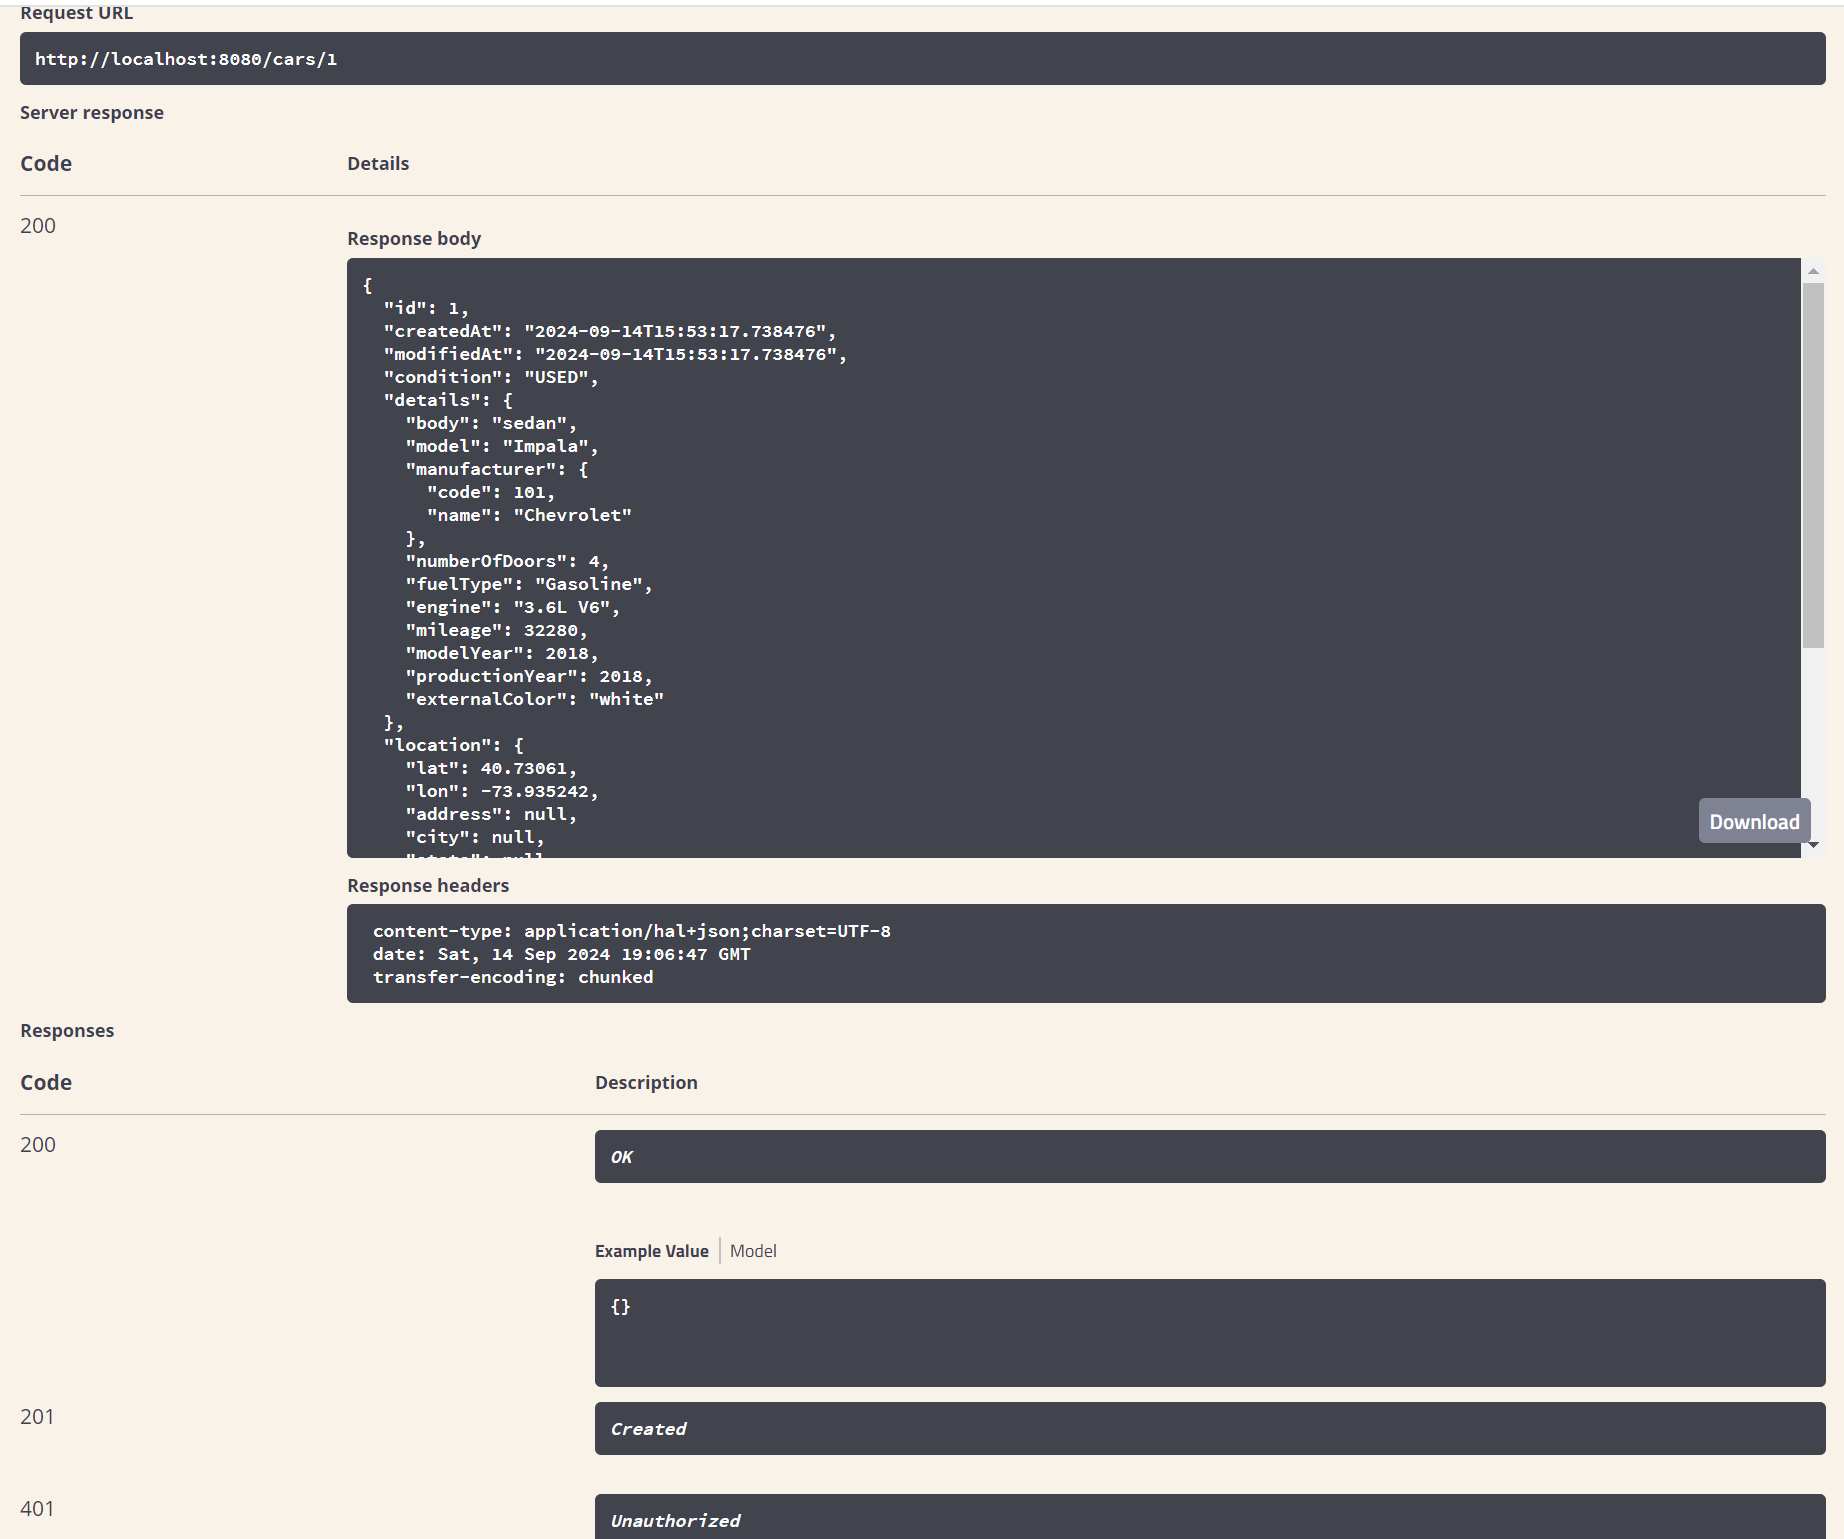 Request URL
http://localhost:8080/cars/1
Server response
Code Details
200
Response body
{
  "id": 1,
  "createdAt": "2024-09-14T15:53:17.738476",
  "modifiedAt": "2024-09-14T15:53:17.738476",
  "condition": "USED",
  "details": {
    "body": "sedan",
    "model": "Impala",
    "manufacturer": {
      "code": 101,
      "name": "Chevrolet"
    },
    "numberOfDoors": 4,
    "fuelType": "Gasoline",
    "engine": "3.6L V6",
    "mileage": 32280,
    "modelYear": 2018,
    "productionYear": 2018,
    "externalColor": "white"
  },
  "location": {
    "lat": 40.73061,
    "lon": -73.935242,
    "address": null,
    "city": null,
    "state": null
Download
Response headers
content-type: application/hal+json;charset=UTF-8
date: Sat, 14 Sep 2024 19:06:47 GMT
transfer-encoding: chunked
Responses
Code Description
200
OK
Example Value Model
{}
201
Created
401
Unauthorized